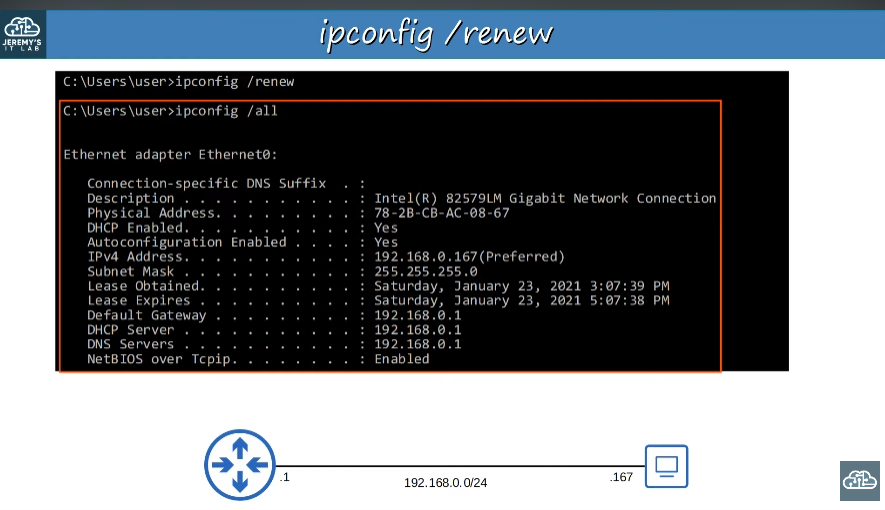 JEREMY'S
IT LAB
ipconfig /renew
C:\Users\user>ipconfig /renew
C:\Users\user>ipconfig /all
Ethernet adapter Ethernet0:
Connection-specific DNS Suffix . :
Description . . . . . . . . . . . : Intel(R) 82579LM Gigabit Network Connection
Physical Address. . . . . . . . . : 78-2B-CB-AC-08-67
DHCP Enabled. . . . . . . . . . . : Yes
Autoconfiguration Enabled . . . . : Yes
IPv4 Address. . . . . . . . . . . : 192.168.0.167(Preferred)
Subnet Mask . . . . . . . . . . . : 255.255.255.0
Lease Obtained. . . . . . . . . . : Saturday, January 23, 2021 3:07:39 PM
Lease Expires . . . . . . . . . . : Saturday, January 23, 2021 5:07:38 PM
Default Gateway . . . . . . . . . : 192.168.0.1
DHCP Server . . . . . . . . . . . : 192.168.0.1
DNS Servers . . . . . . . . . . . : 192.168.0.1
NetBIOS over Tcpip. . . . . . . . : Enabled
.1
192.168.0.0/24
.167